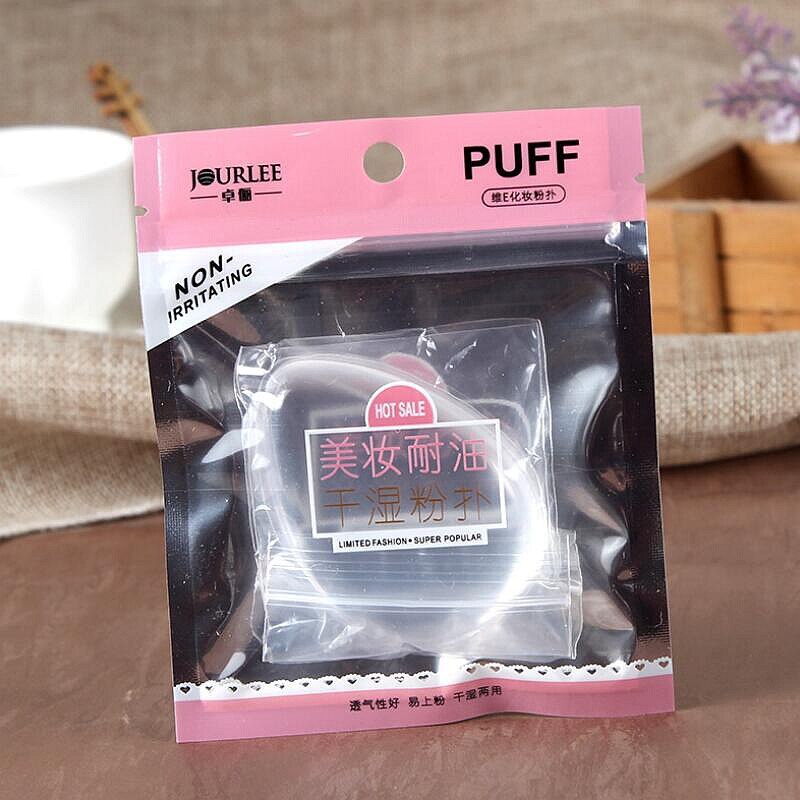 JOURLEE
卓俪
PUFF
维E化妆粉扑
NON-
IRRITATING
HOT SALE
美妆耐油
干湿粉扑
LIMITED FASHION • SUPER POPULAR
透气性好 易上粉 干湿两用